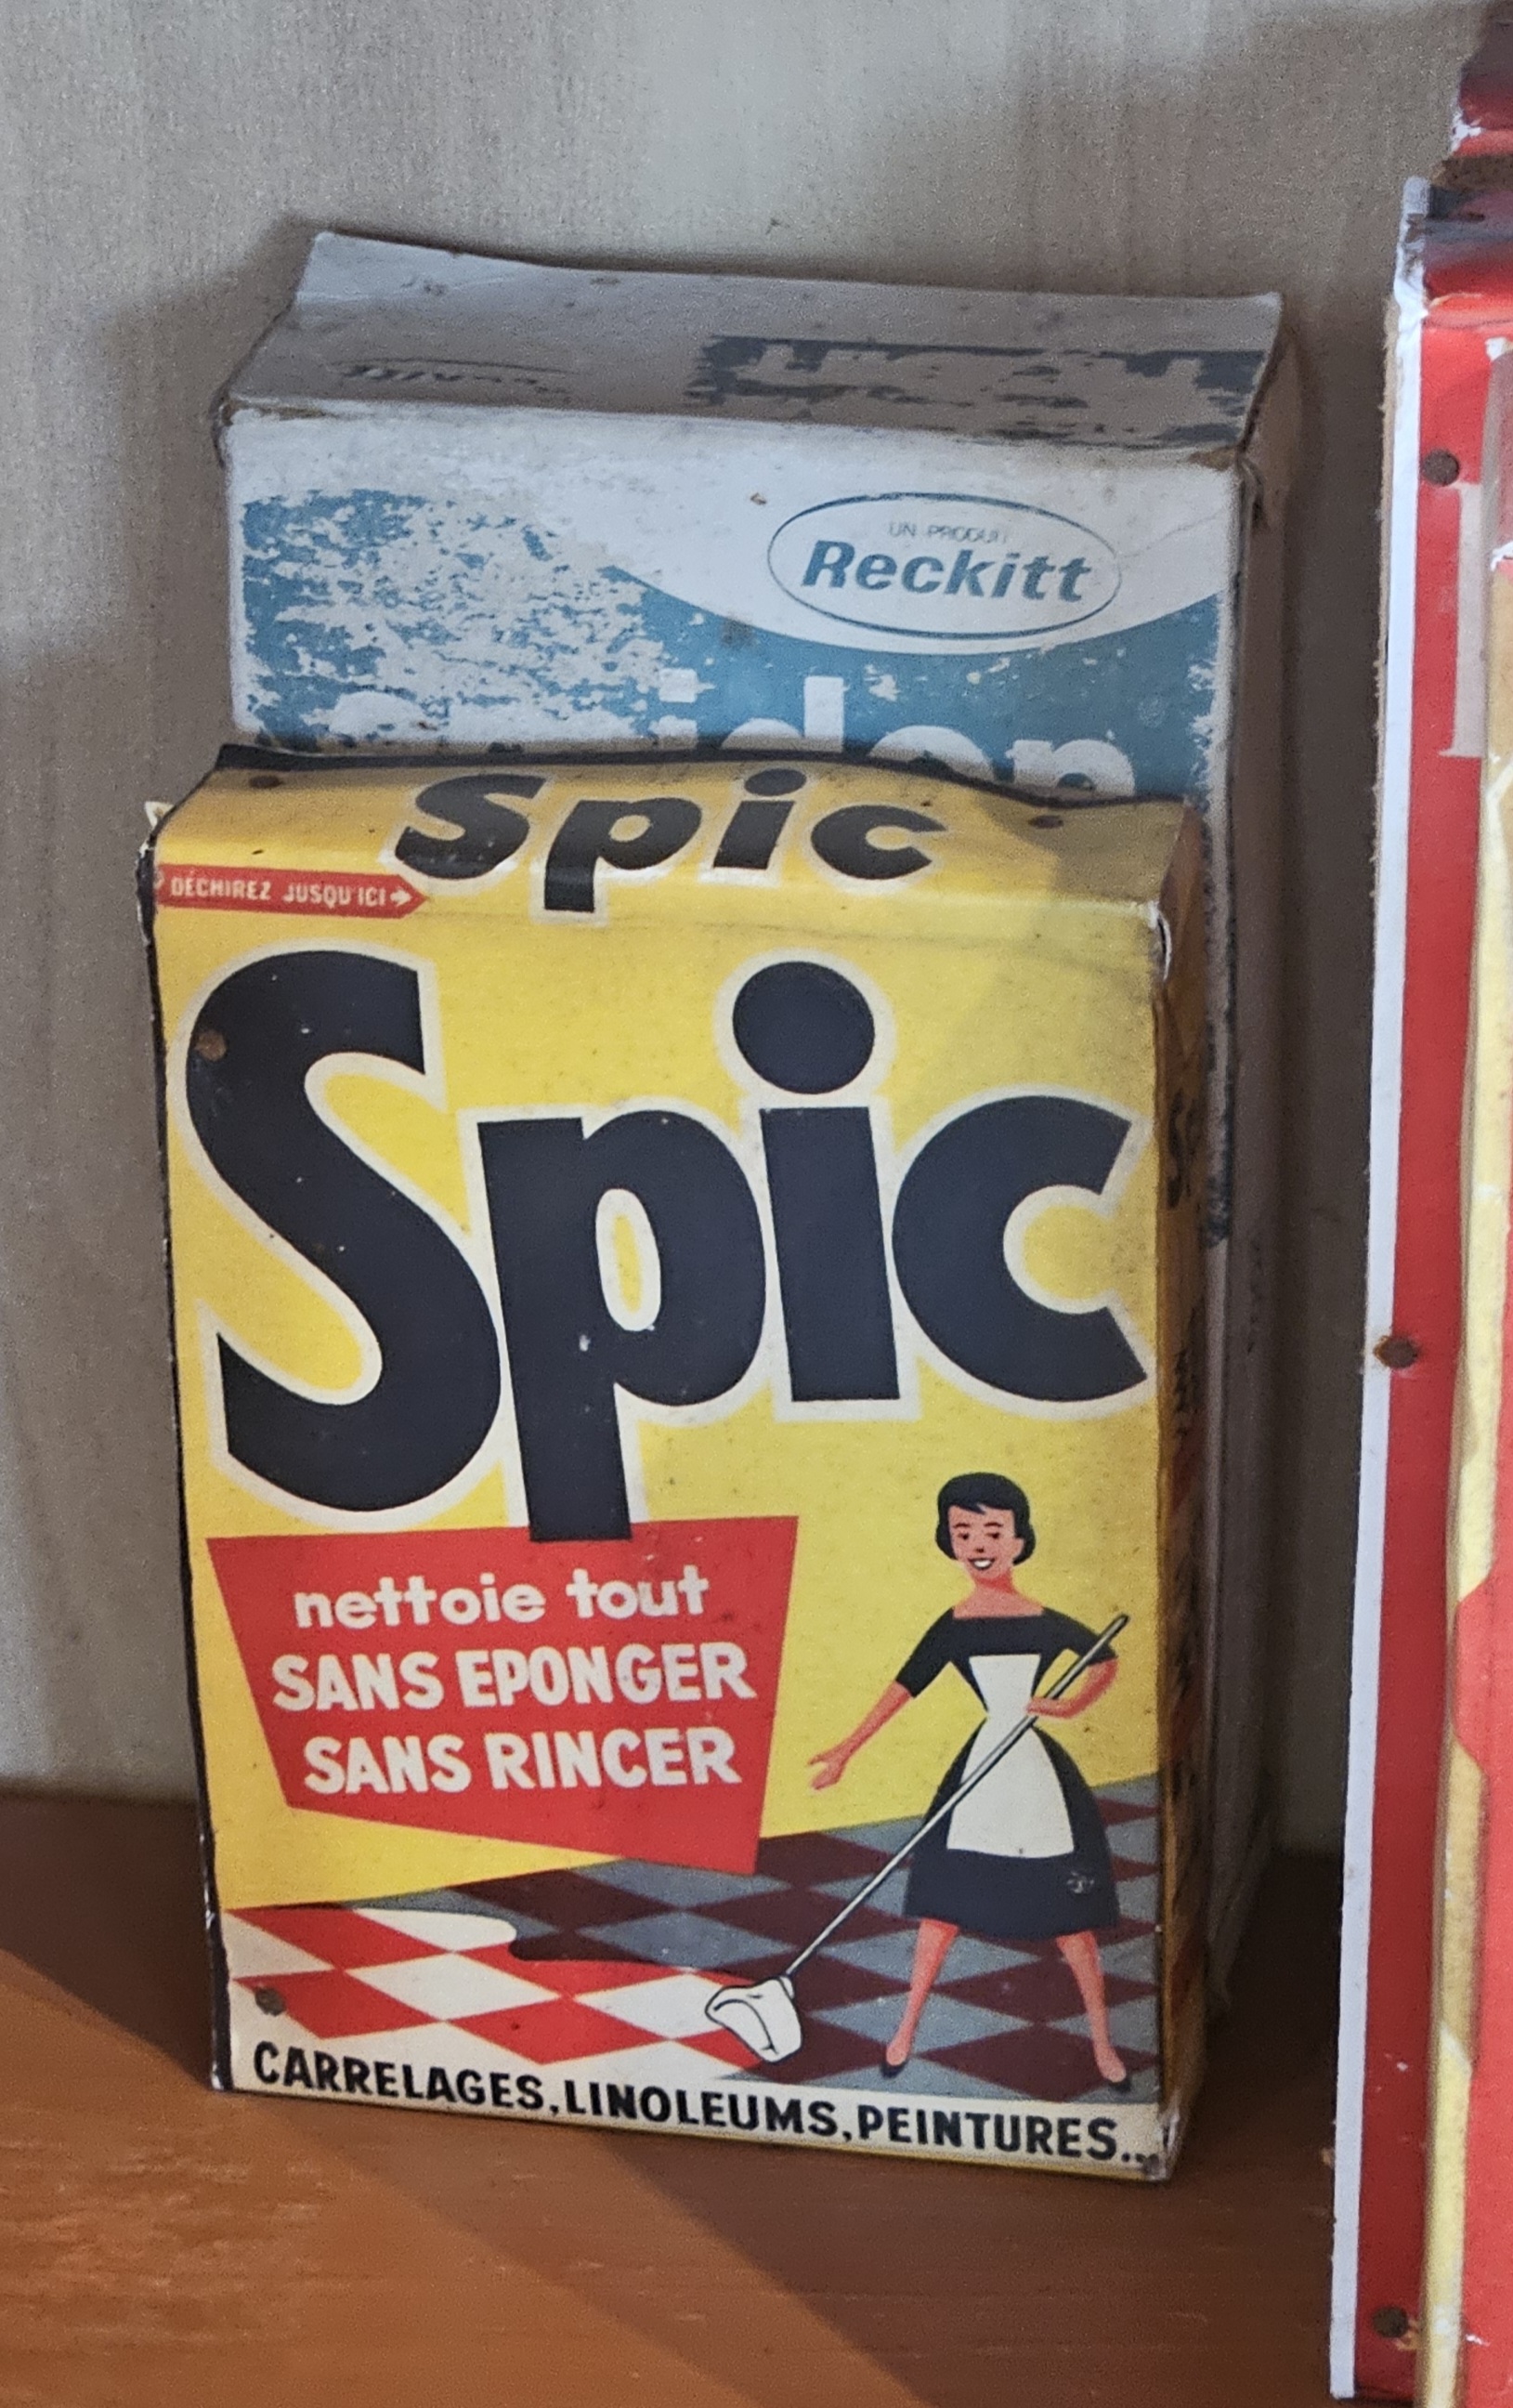 UN PRODUIT
Reckitt
Spic
DÉCHIREZ JUSQU'ICI
Spic
nettoie tout
SANS EPONGER
SANS RINCER
CARRELAGES, LINOLEUMS, PEINTURES...